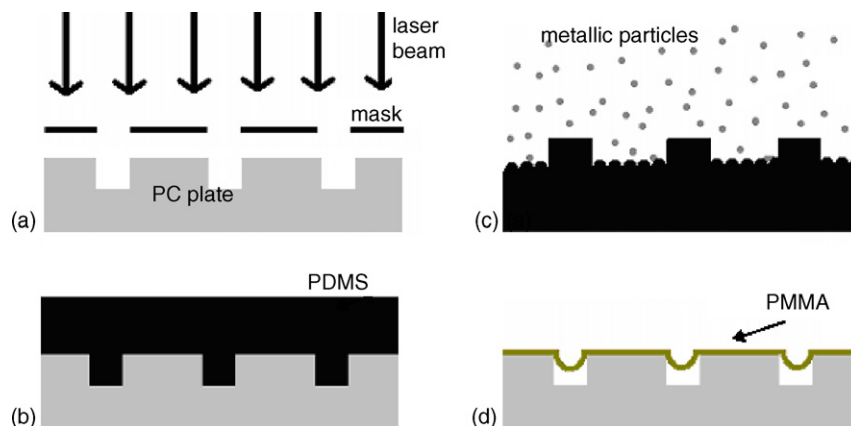 laser
beam
mask
PC plate
(a)
PDMS
(b)
metallic particles
(c)
PMMA
(d)